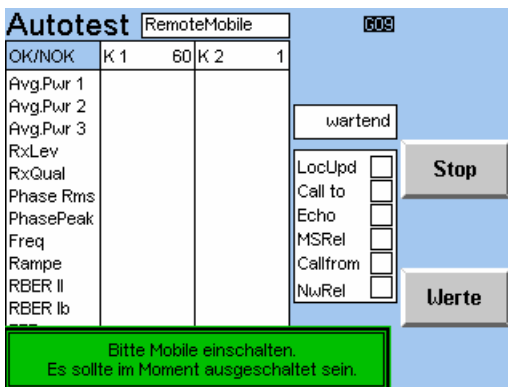 Autotest RemoteMobile G09
OK/NOK K 1 60 K 2 1
Avg.Pwr 1
Avg.Pwr 2
Avg.Pwr 3
RxLev
RxQual
Phase Rms
PhasePeak
Freq
Rampe
RBER II
RBER Ib
wartend
LocUpd
Call to
Echo
MSRel
Callfrom
NwRel
Stop
Werte
Bitte Mobile einschalten.
Es sollte im Moment ausgeschaltet sein.